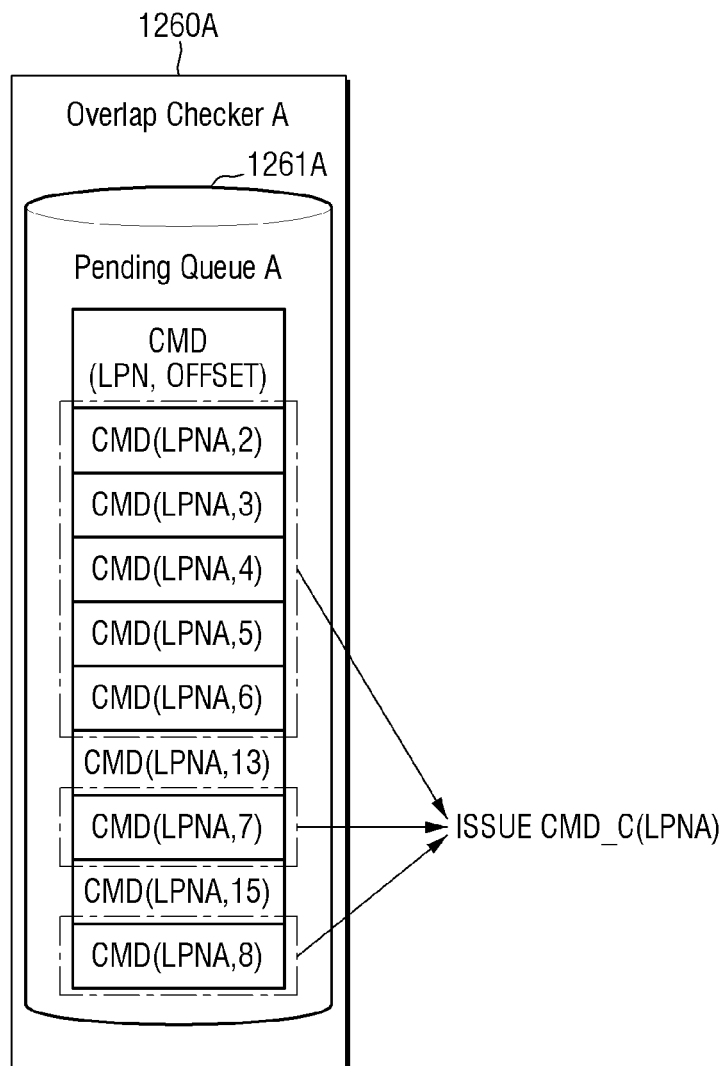 1260A
Overlap Checker A
1261A
Pending Queue A
CMD
(LPN, OFFSET)
CMD(LPNA,2)
CMD(LPNA,3)
CMD(LPNA,4)
CMD(LPNA,5)
CMD(LPNA,6)
CMD(LPNA,13)
CMD(LPNA,7)
ISSUE CMD_C(LPNA)
CMD(LPNA,15)
CMD(LPNA,8)